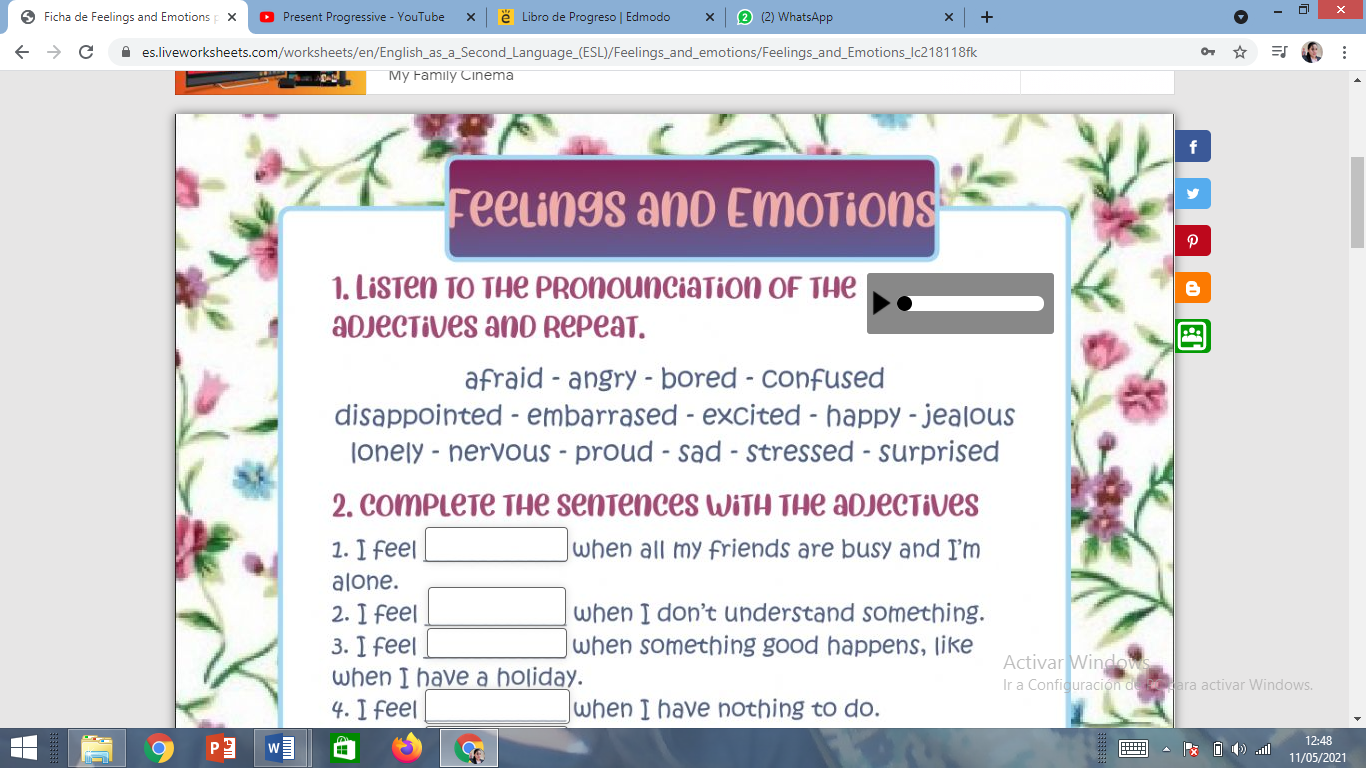 Ficha de Feelings and Emotions p
Present Progressive - YouTube
Libro de Progreso | Edmodo
(2) WhatsApp
es.liveworksheets.com/worksheets/en/English_as_a_Second_Language_(ESL)/Feelings_and_emotions/Feelings_and_Emotions_lc218118fk
My Family Cinema
Feelings and Emotions
1. Listen to the pronounciation of the
adjectives and repeat.
afraid - angry - bored - confused
disappointed - embarrased - excited - happy - jealous
lonely - nervous - proud - sad - stressed - surprised
2. Complete the sentences with the adjectives
1. I feel when all my friends are busy and I'm
alone.
2. I feel when I don't understand something.
3. I feel when something good happens, like
when I have a holiday.
4. I feel when I have nothing to do.
Activar Windows
Ir a Configuración de para activar Windows.
12:48
11/05/2021